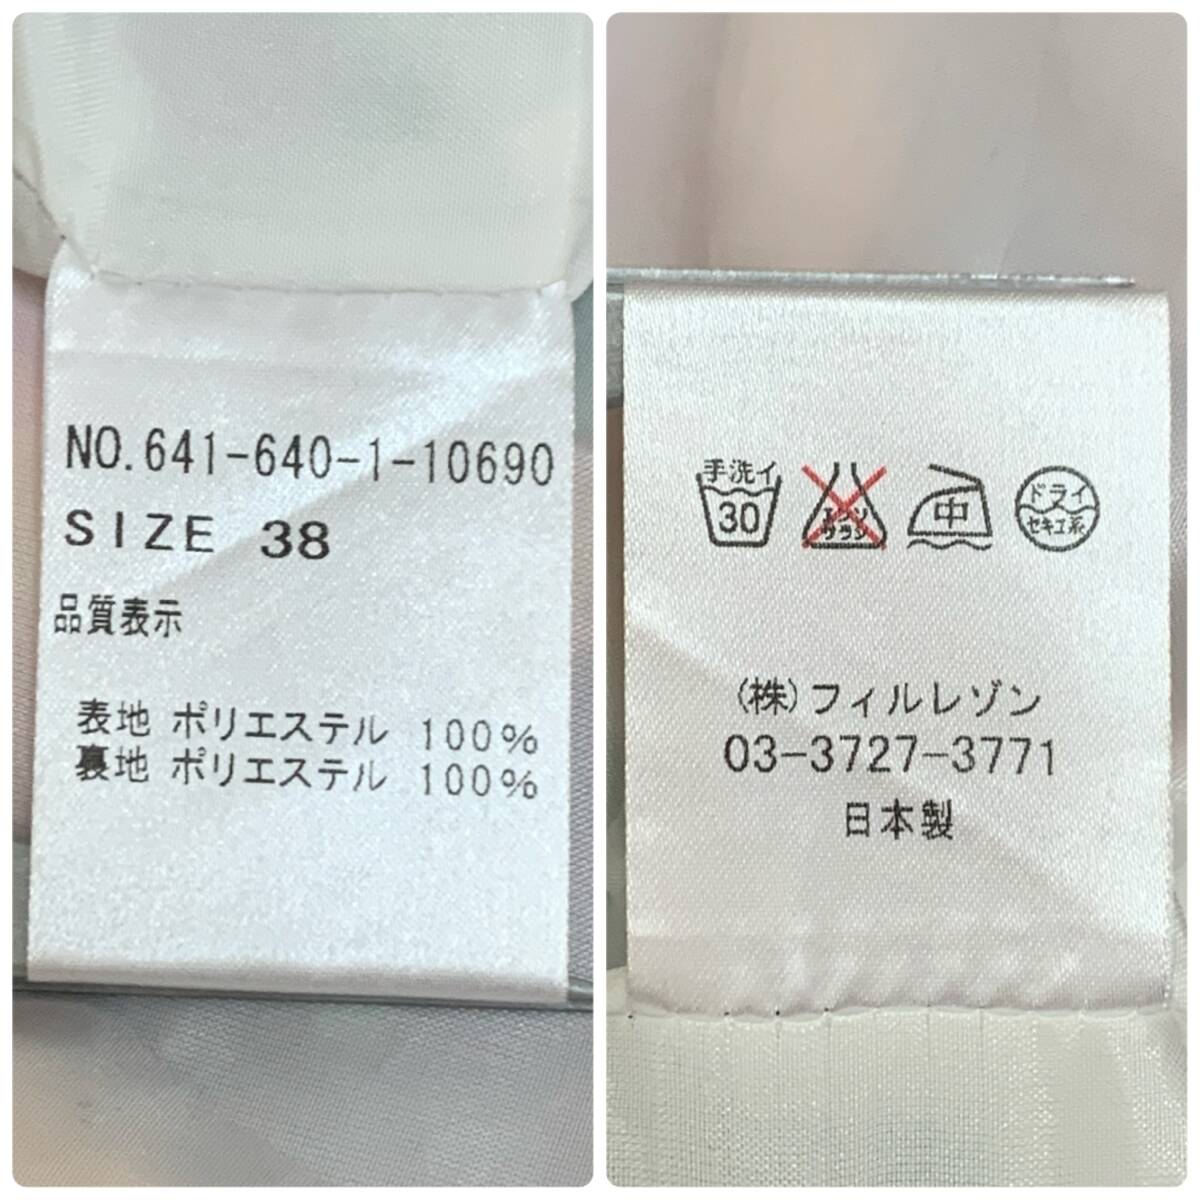 NO.641-640-1-10690
SIZE 38
品質表示
表地 ポリエステル 100%
裏地 ポリエステル 100%
手洗イ
30
エンソ
サラシ
中
ドライ
セキユ系
(株)フィルレゾン
03-3727-3771
日本製